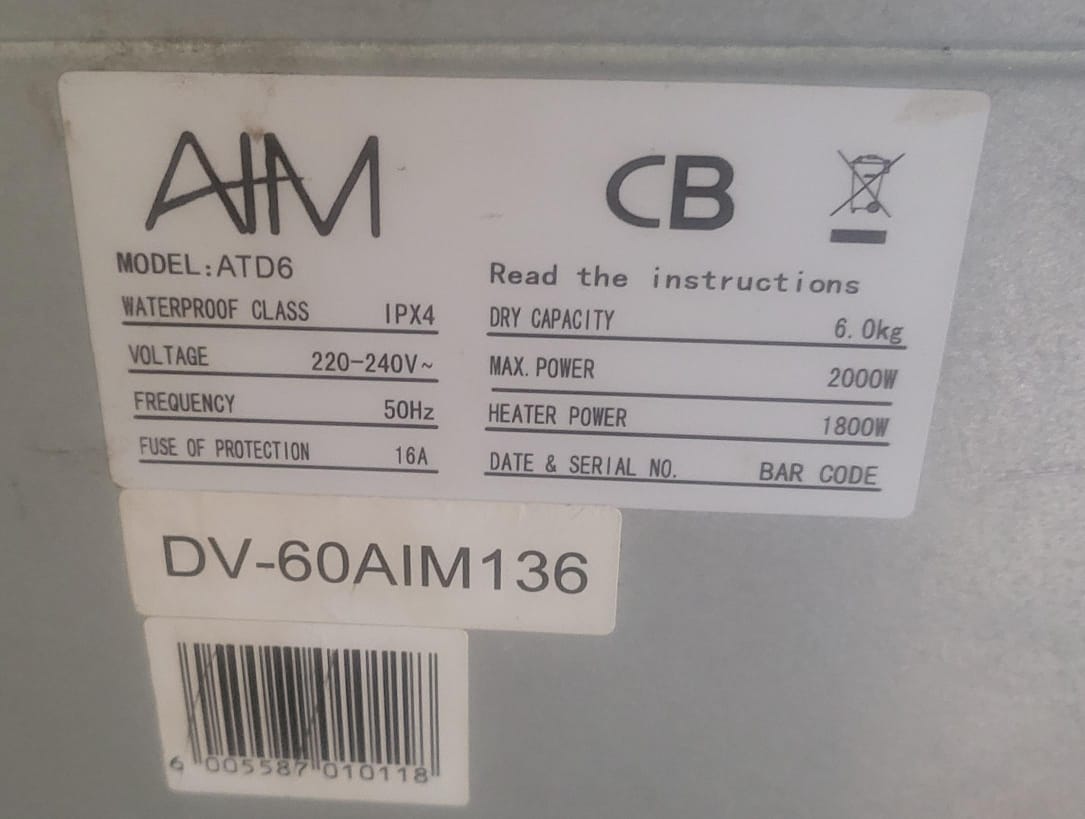 AIM
CB
MODEL:ATD6
Read the instructions
WATERPROOF CLASS IPX4
DRY CAPACITY 6.0kg
VOLTAGE 220-240V~
MAX. POWER 2000W
FREQUENCY 50Hz
HEATER POWER 1800W
FUSE OF PROTECTION 16A
DATE & SERIAL NO. BAR CODE
DV-60AIM136
6 005587 010118